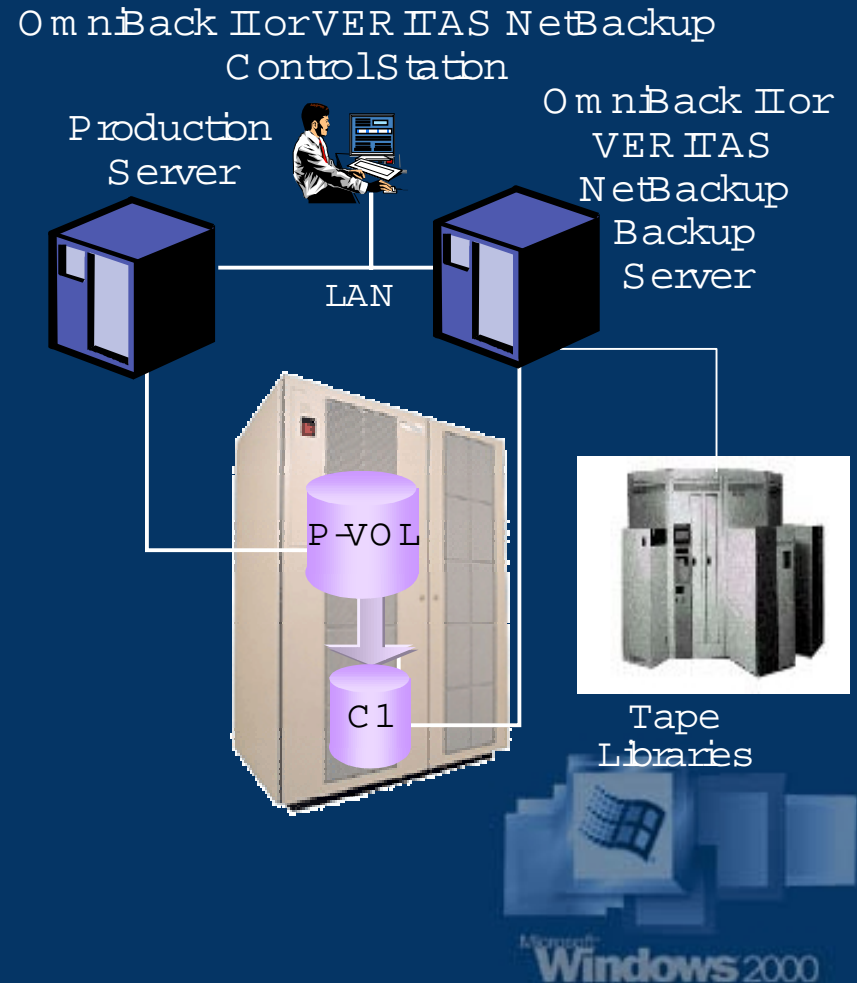 OmniBack II or VERITAS NetBackup
Control Station
Production
Server
OmniBack II or
VERITAS
NetBackup
Backup
Server
LAN
P-VOL
C1
Tape
Libraries
Microsoft
Windows 2000